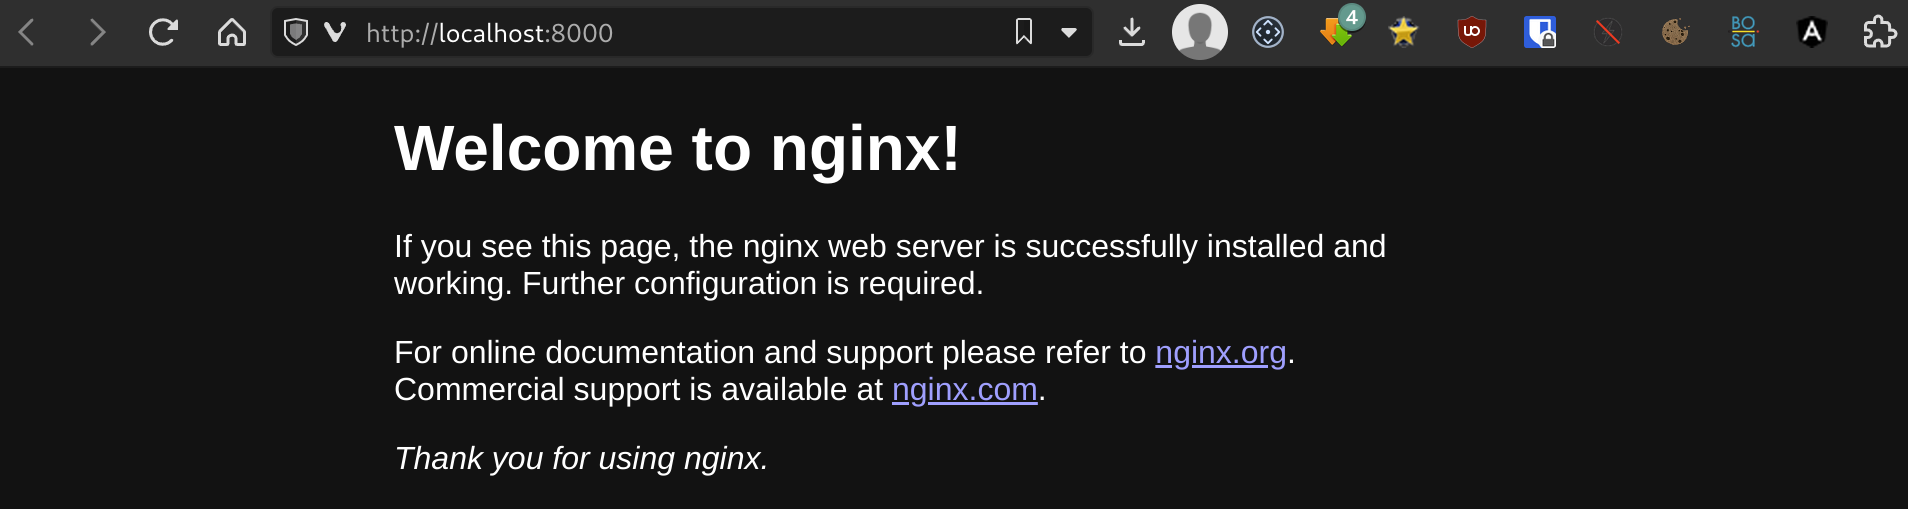 http://localhost:8000
4
uo
BO
sa
A
Welcome to nginx!
If you see this page, the nginx web server is successfully installed and
working. Further configuration is required.
For online documentation and support please refer to nginx.org.
Commercial support is available at nginx.com.
Thank you for using nginx.